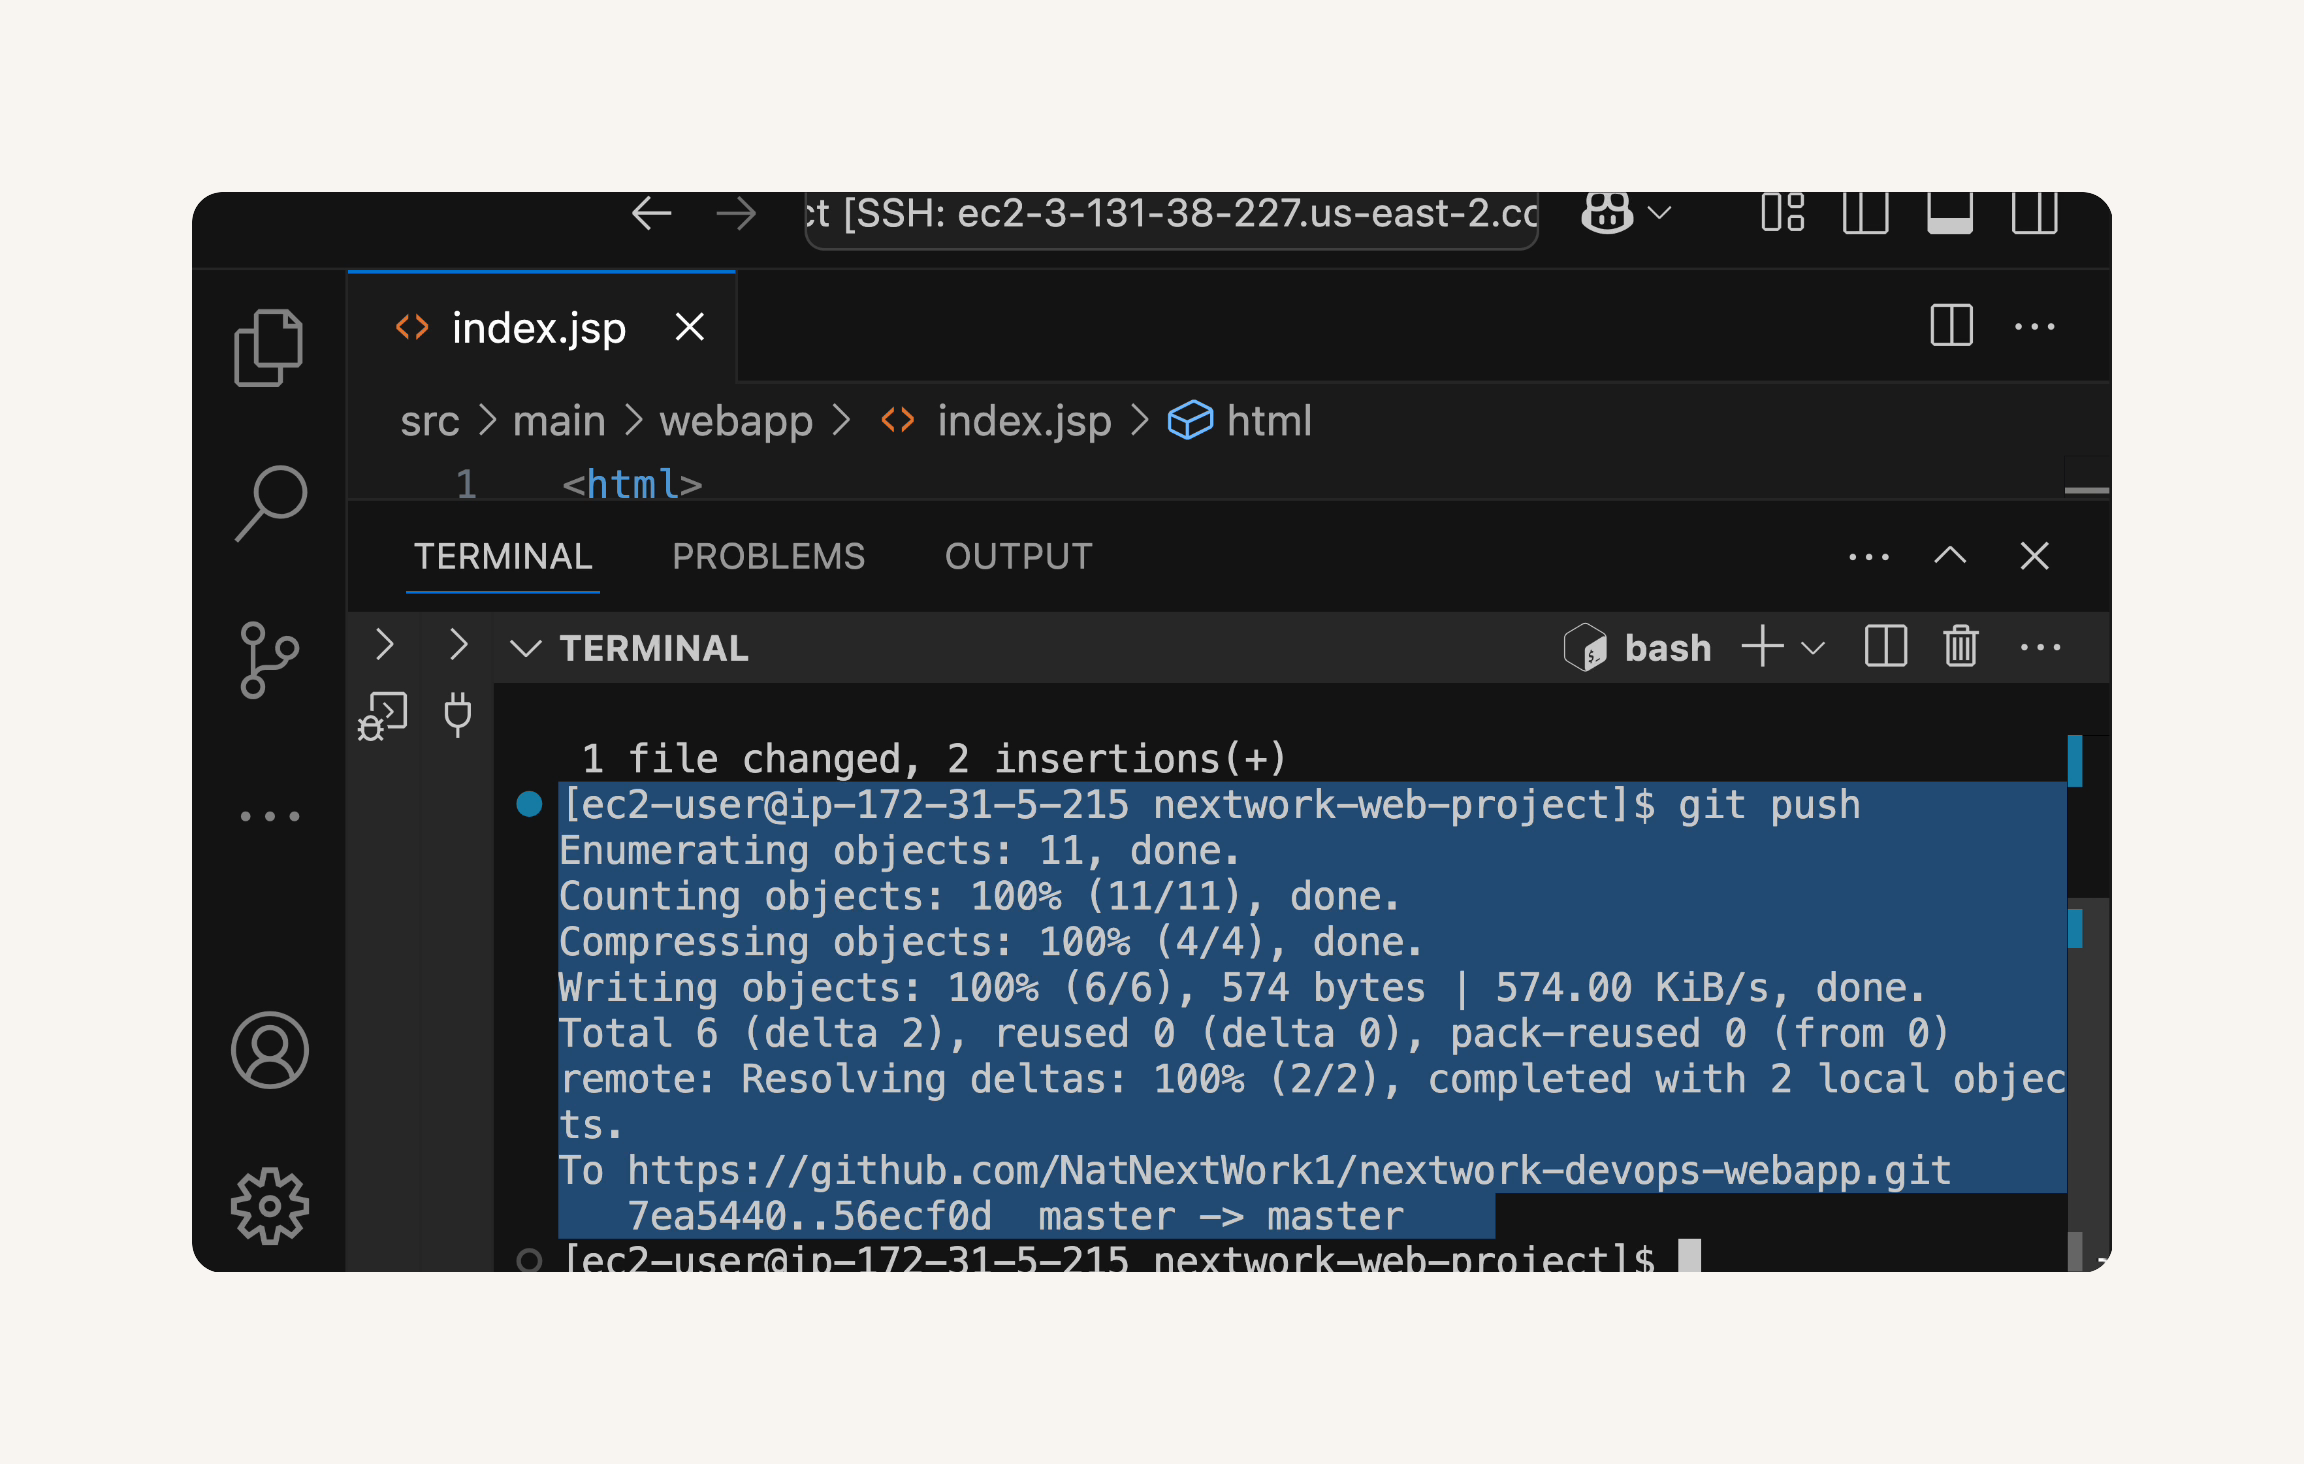 ct [SSH: ec2-3-131-38-227.us-east-2.co
index.jsp
src > main > webapp > index.jsp > html
1 <html>
TERMINAL PROBLEMS OUTPUT
TERMINAL bash
1 file changed, 2 insertions(+)
[ec2-user@ip-172-31-5-215 nextwork-web-project]$ git push
Enumerating objects: 11, done.
Counting objects: 100% (11/11), done.
Compressing objects: 100% (4/4), done.
Writing objects: 100% (6/6), 574 bytes | 574.00 KiB/s, done.
Total 6 (delta 2), reused 0 (delta 0), pack-reused 0 (from 0)
remote: Resolving deltas: 100% (2/2), completed with 2 local objec
ts.
To https://github.com/NatNextWork1/nextwork-devops-webapp.git
7ea5440..56ecf0d master -> master
[ec2-user@ip-172-31-5-215 nextwork-web-project]$